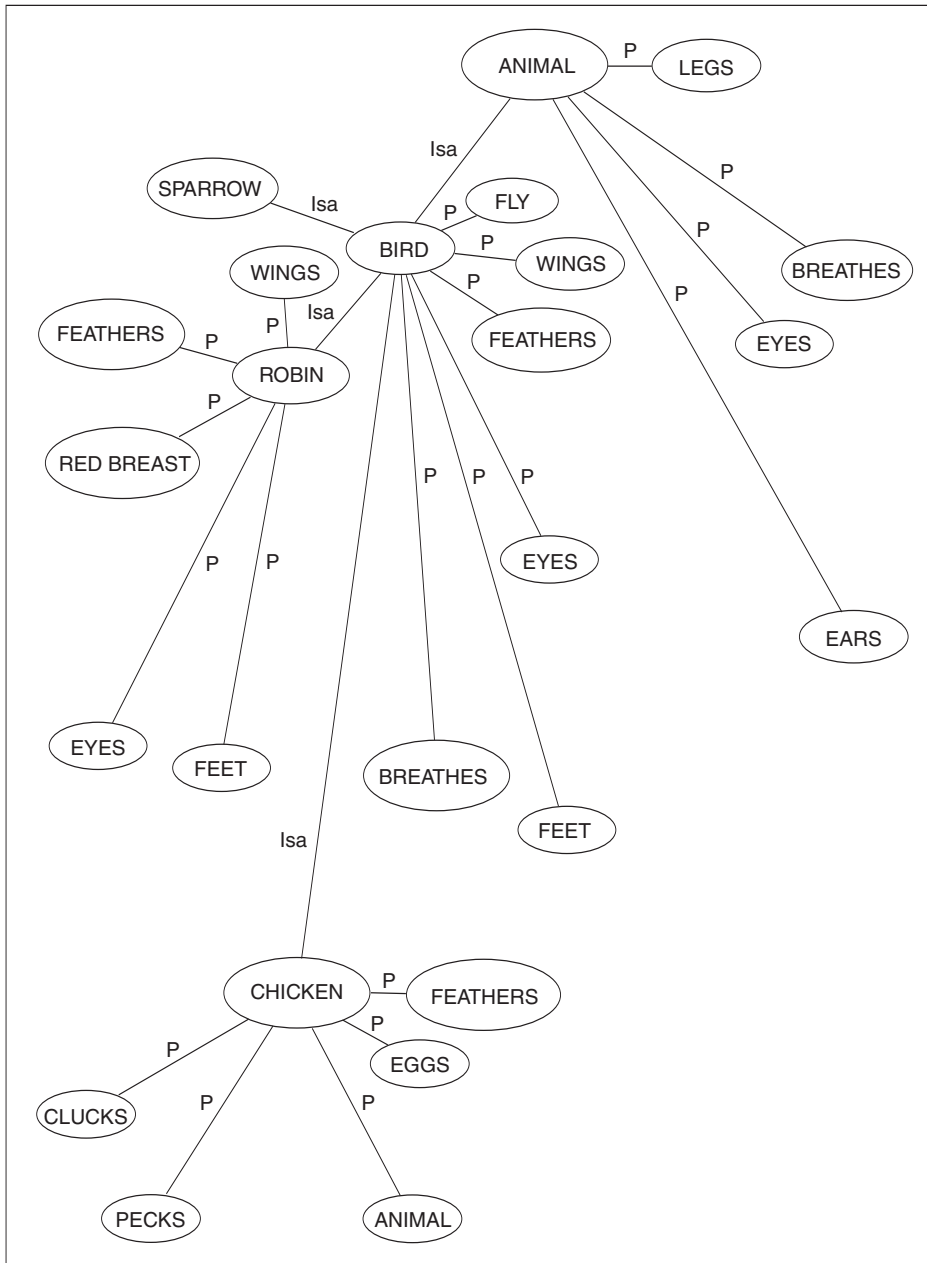 ANIMAL
P
LEGS
Isa
P
SPARROW
Isa
FLY
P
BIRD
P
WINGS
P
BREATHES
WINGS
P
P
FEATHERS
Isa
P
P
FEATHERS
EYES
P
ROBIN
P
RED BREAST
P
P
P
EYES
P
P
EARS
EYES
FEET
BREATHES
FEET
Isa
CHICKEN
P
FEATHERS
P
EGGS
P
CLUCKS
P
P
PECKS
ANIMAL